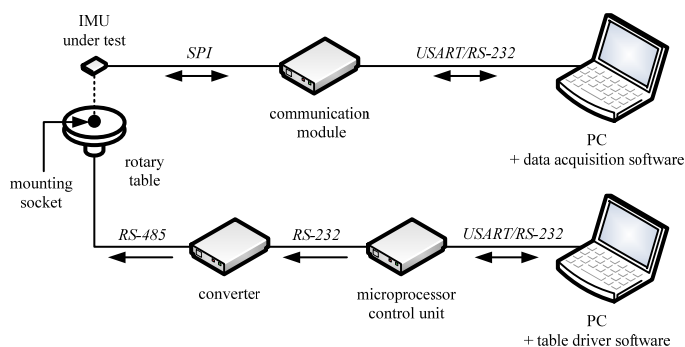 IMU
under test
SPI
USART/RS-232
communication
module
PC
+ data acquisition software
mounting
socket
rotary
table
RS-485
RS-232
USART/RS-232
converter
microprocessor
control unit
PC
+ table driver software